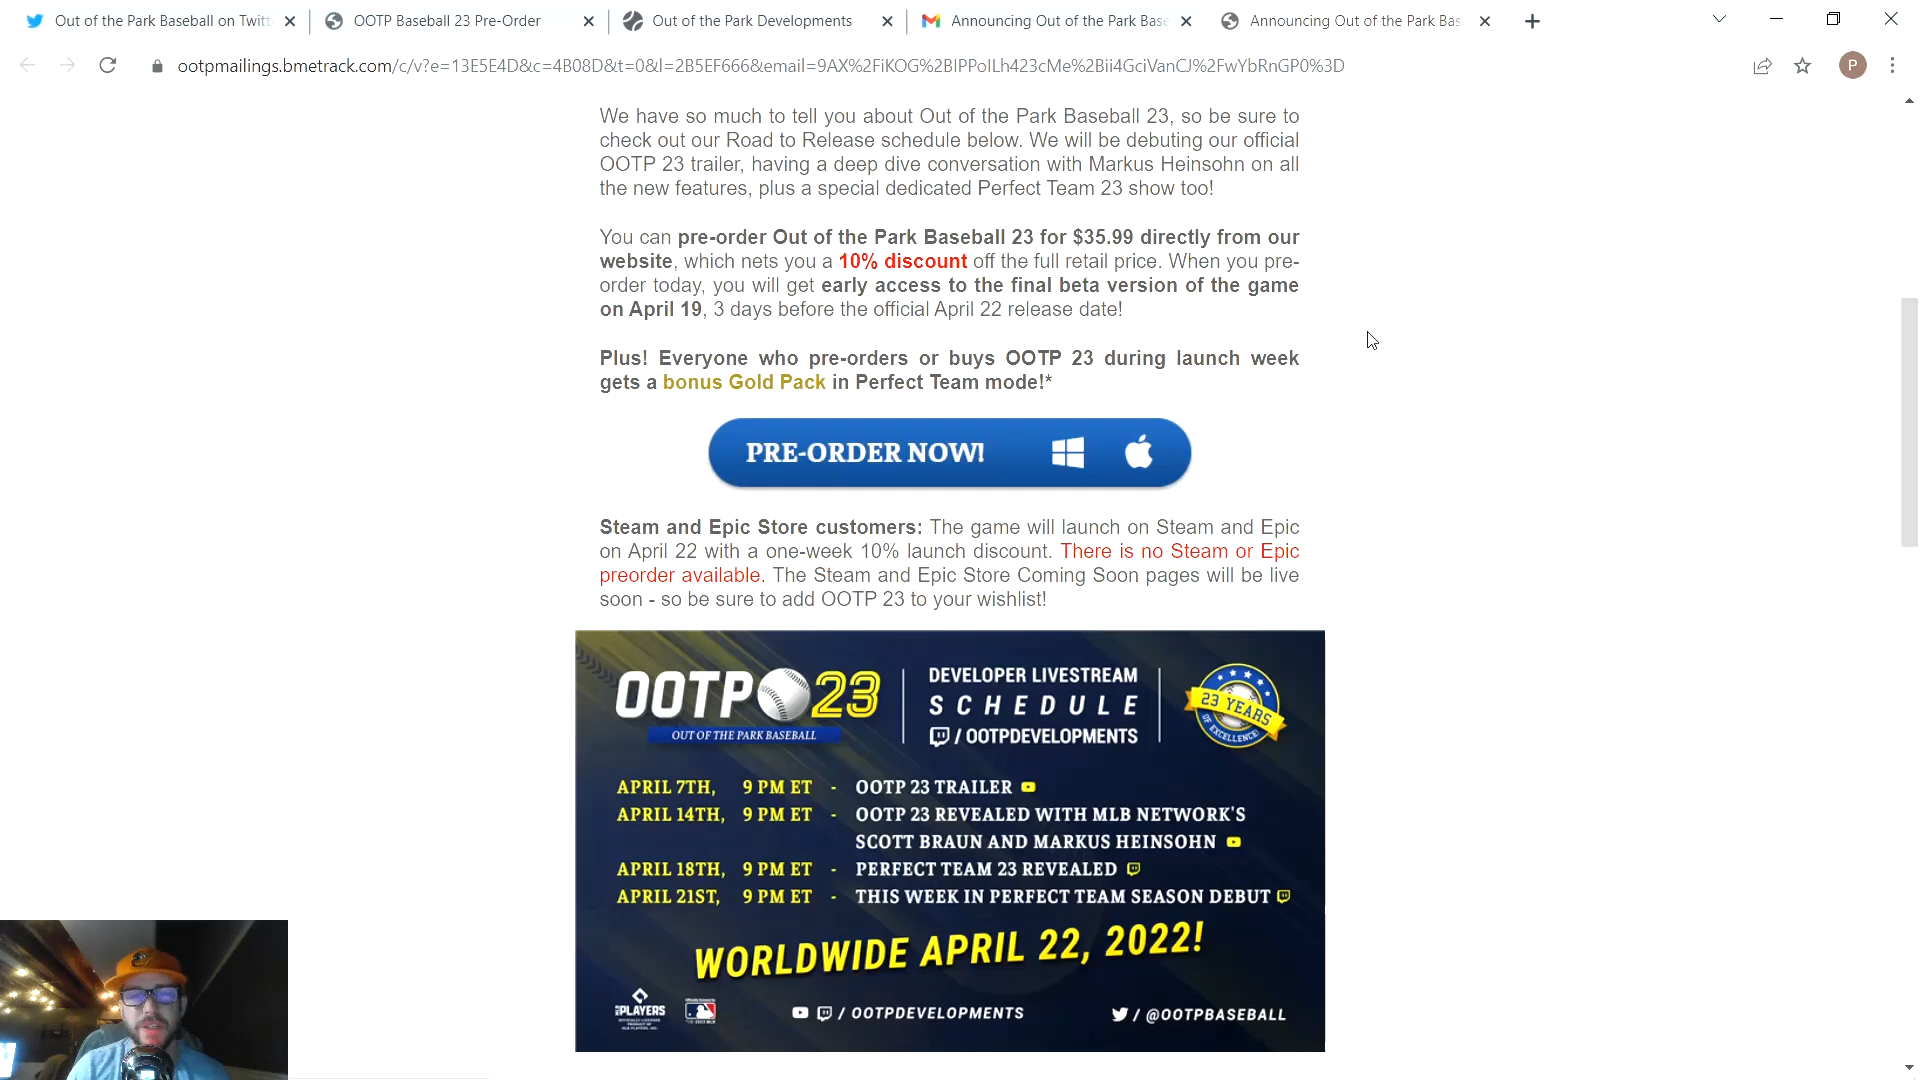 Out of the Park Baseball on Twitt
OOTP Baseball 23 Pre-Order
Out of the Park Developments
Announcing Out of the Park Base
Announcing Out of the Park Bas
ootpmailings.bmetrack.com/c/v?e=13E5E4D&c=4B08D&t=0&l=2B5EF666&email=9AX%2FiKOG%2BIPPoILh423cMe%2Bii4GciVanCJ%2FwYbRnGP0%3D
P
We have so much to tell you about Out of the Park Baseball 23, so be sure to
check out our Road to Release schedule below. We will be debuting our official
OOTP 23 trailer, having a deep dive conversation with Markus Heinsohn on all
the new features, plus a special dedicated Perfect Team 23 show too!
You can pre-order Out of the Park Baseball 23 for $35.99 directly from our
website, which nets you a 10% discount off the full retail price. When you pre-
order today, you will get early access to the final beta version of the game
on April 19, 3 days before the official April 22 release date!
Plus! Everyone who pre-orders or buys OOTP 23 during launch week
gets a bonus Gold Pack in Perfect Team mode!*
PRE-ORDER NOW!
Steam and Epic Store customers: The game will launch on Steam and Epic
on April 22 with a one-week 10% launch discount. There is no Steam or Epic
preorder available. The Steam and Epic Store Coming Soon pages will be live
soon - so be sure to add OOTP 23 to your wishlist!
OOTP 23
OUT OF THE PARK BASEBALL
DEVELOPER LIVESTREAM
SCHEDULE
/ OOTPDEVELOPMENTS
23 YEARS
OF EXCELLENCE!
APRIL 7TH, 9 PM ET - OOTP 23 TRAILER
APRIL 14TH, 9 PM ET - OOTP 23 REVEALED WITH MLB NETWORK'S
SCOTT BRAUN AND MARKUS HEINSOHN
APRIL 18TH, 9 PM ET - PERFECT TEAM 23 REVEALED
APRIL 21ST, 9 PM ET - THIS WEEK IN PERFECT TEAM SEASON DEBUT
WORLDWIDE APRIL 22, 2022!
PLAYERS
/ OOTPDEVELOPMENTS
/ @OOTPBASEBALL